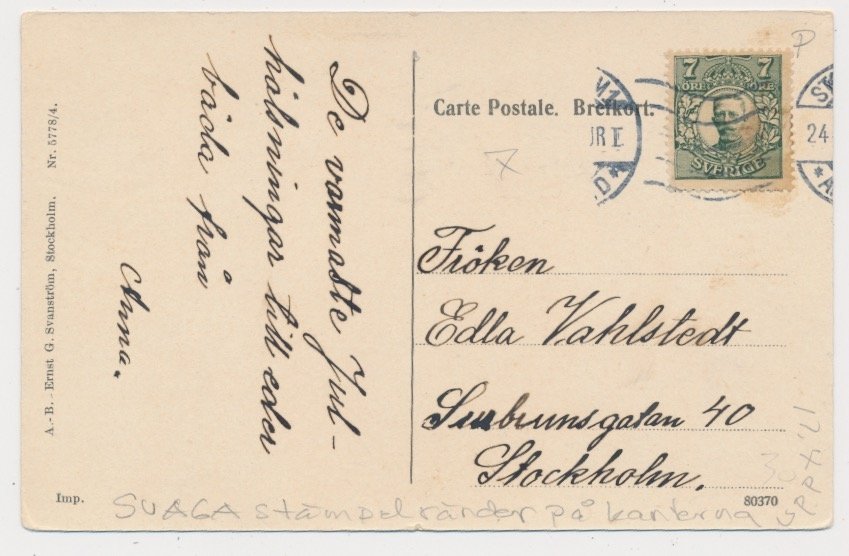 De varmaste Jul-
hälsningar till eder
båda från
Anna.
A.-B.- Ernst G. Svanström, Stockholm. Nr. 5778/4.
Carte Postale. Brefkort.
7 7
ÖRE ÖRE
SVERIGE
24
Fröken
Edla Vahlstedt
Surbrunsgatan 40
Stockholm.
Imp.
80370
SVAGA stämpelränder på kanterna